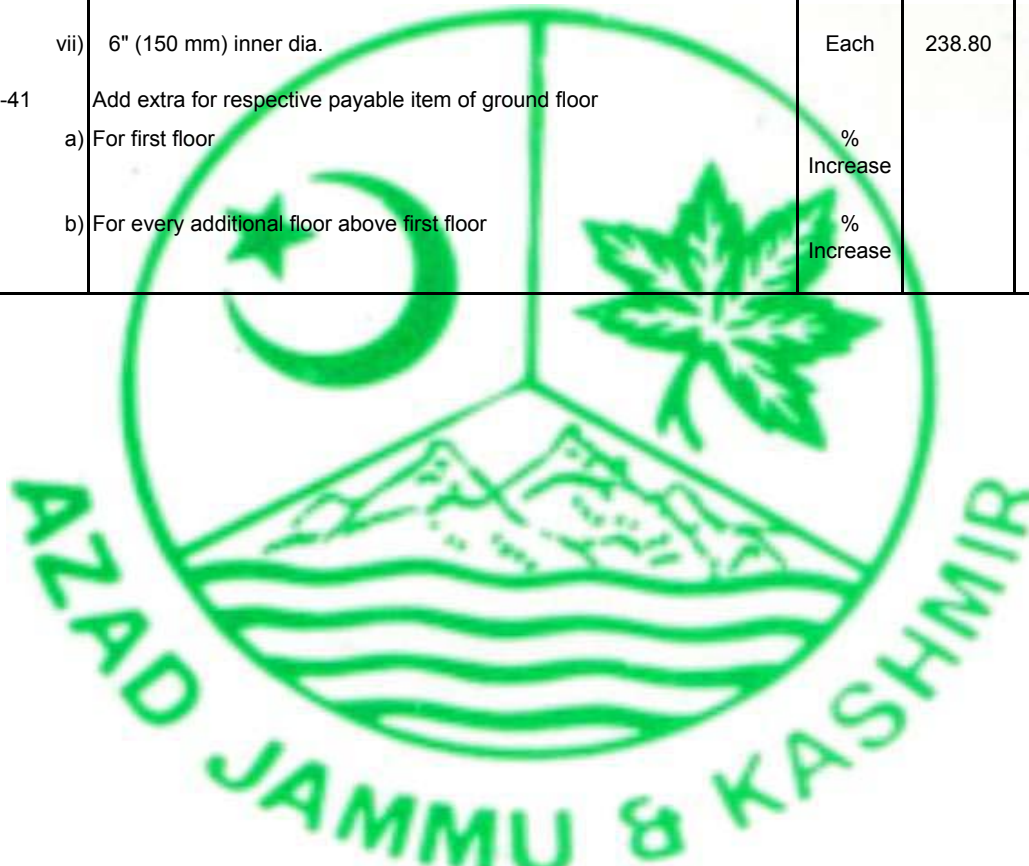 vii) 6" (150 mm) inner dia. Each 238.80
-41 Add extra for respective payable item of ground floor
a) For first floor % Increase
b) For every additional floor above first floor % Increase
AZAD JAMMU & KASHMIR